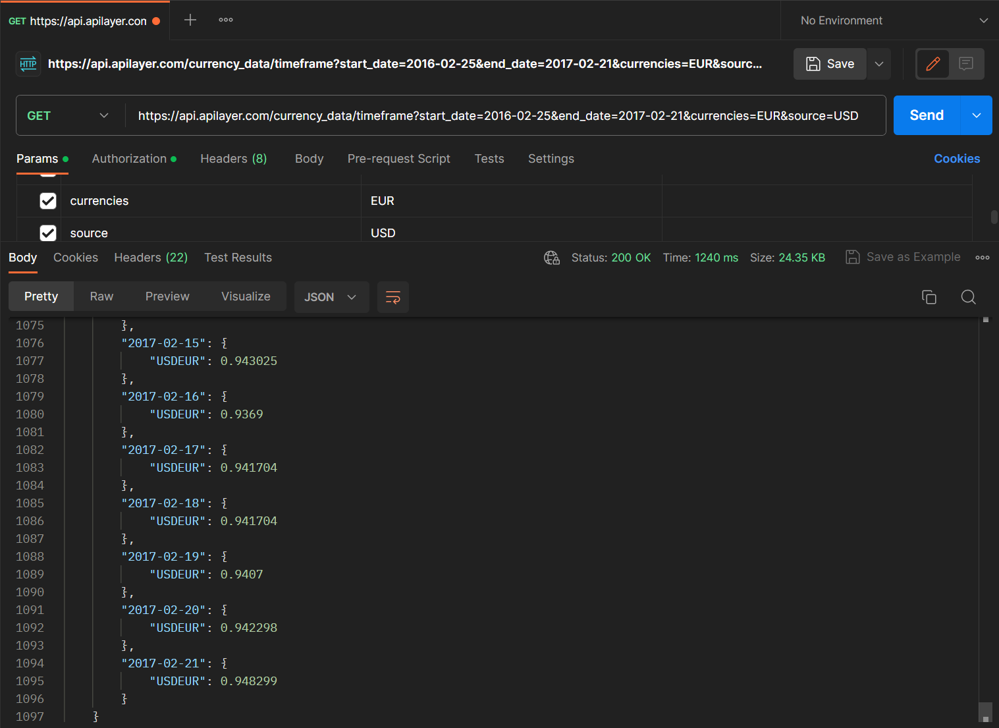 GET https://api.apilayer.con
No Environment
HTTP https://api.apilayer.com/currency_data/timeframe?start_date=2016-02-25&end_date=2017-02-21&currencies=EUR&sourc...
Save
GET https://api.apilayer.com/currency_data/timeframe?start_date=2016-02-25&end_date=2017-02-21&currencies=EUR&source=USD
Send
Params Authorization Headers (8) Body Pre-request Script Tests Settings Cookies
currencies EUR
source USD
Body Cookies Headers (22) Test Results Status: 200 OK Time: 1240 ms Size: 24.35 KB Save as Example
Pretty Raw Preview Visualize JSON
1075 },
1076 "2017-02-15": {
1077 "USDEUR": 0.943025
1078 },
1079 "2017-02-16": {
1080 "USDEUR": 0.9369
1081 },
1082 "2017-02-17": {
1083 "USDEUR": 0.941704
1084 },
1085 "2017-02-18": {
1086 "USDEUR": 0.941704
1087 },
1088 "2017-02-19": {
1089 "USDEUR": 0.9407
1090 },
1091 "2017-02-20": {
1092 "USDEUR": 0.942298
1093 },
1094 "2017-02-21": {
1095 "USDEUR": 0.948299
1096 }
1097 }